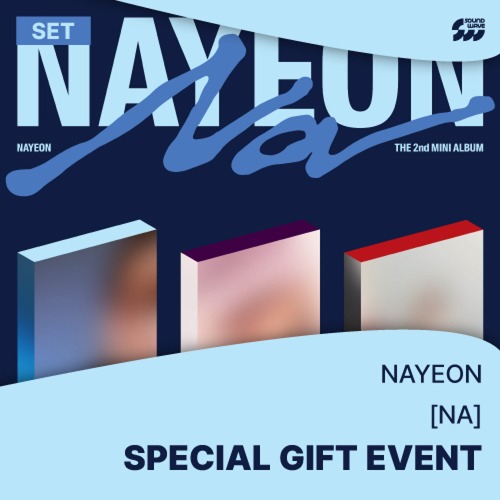 SET
SOUND
WAVE
NAYEON
Na
NAYEON
THE 2nd MINI ALBUM
NAYEON
[NA]
SPECIAL GIFT EVENT